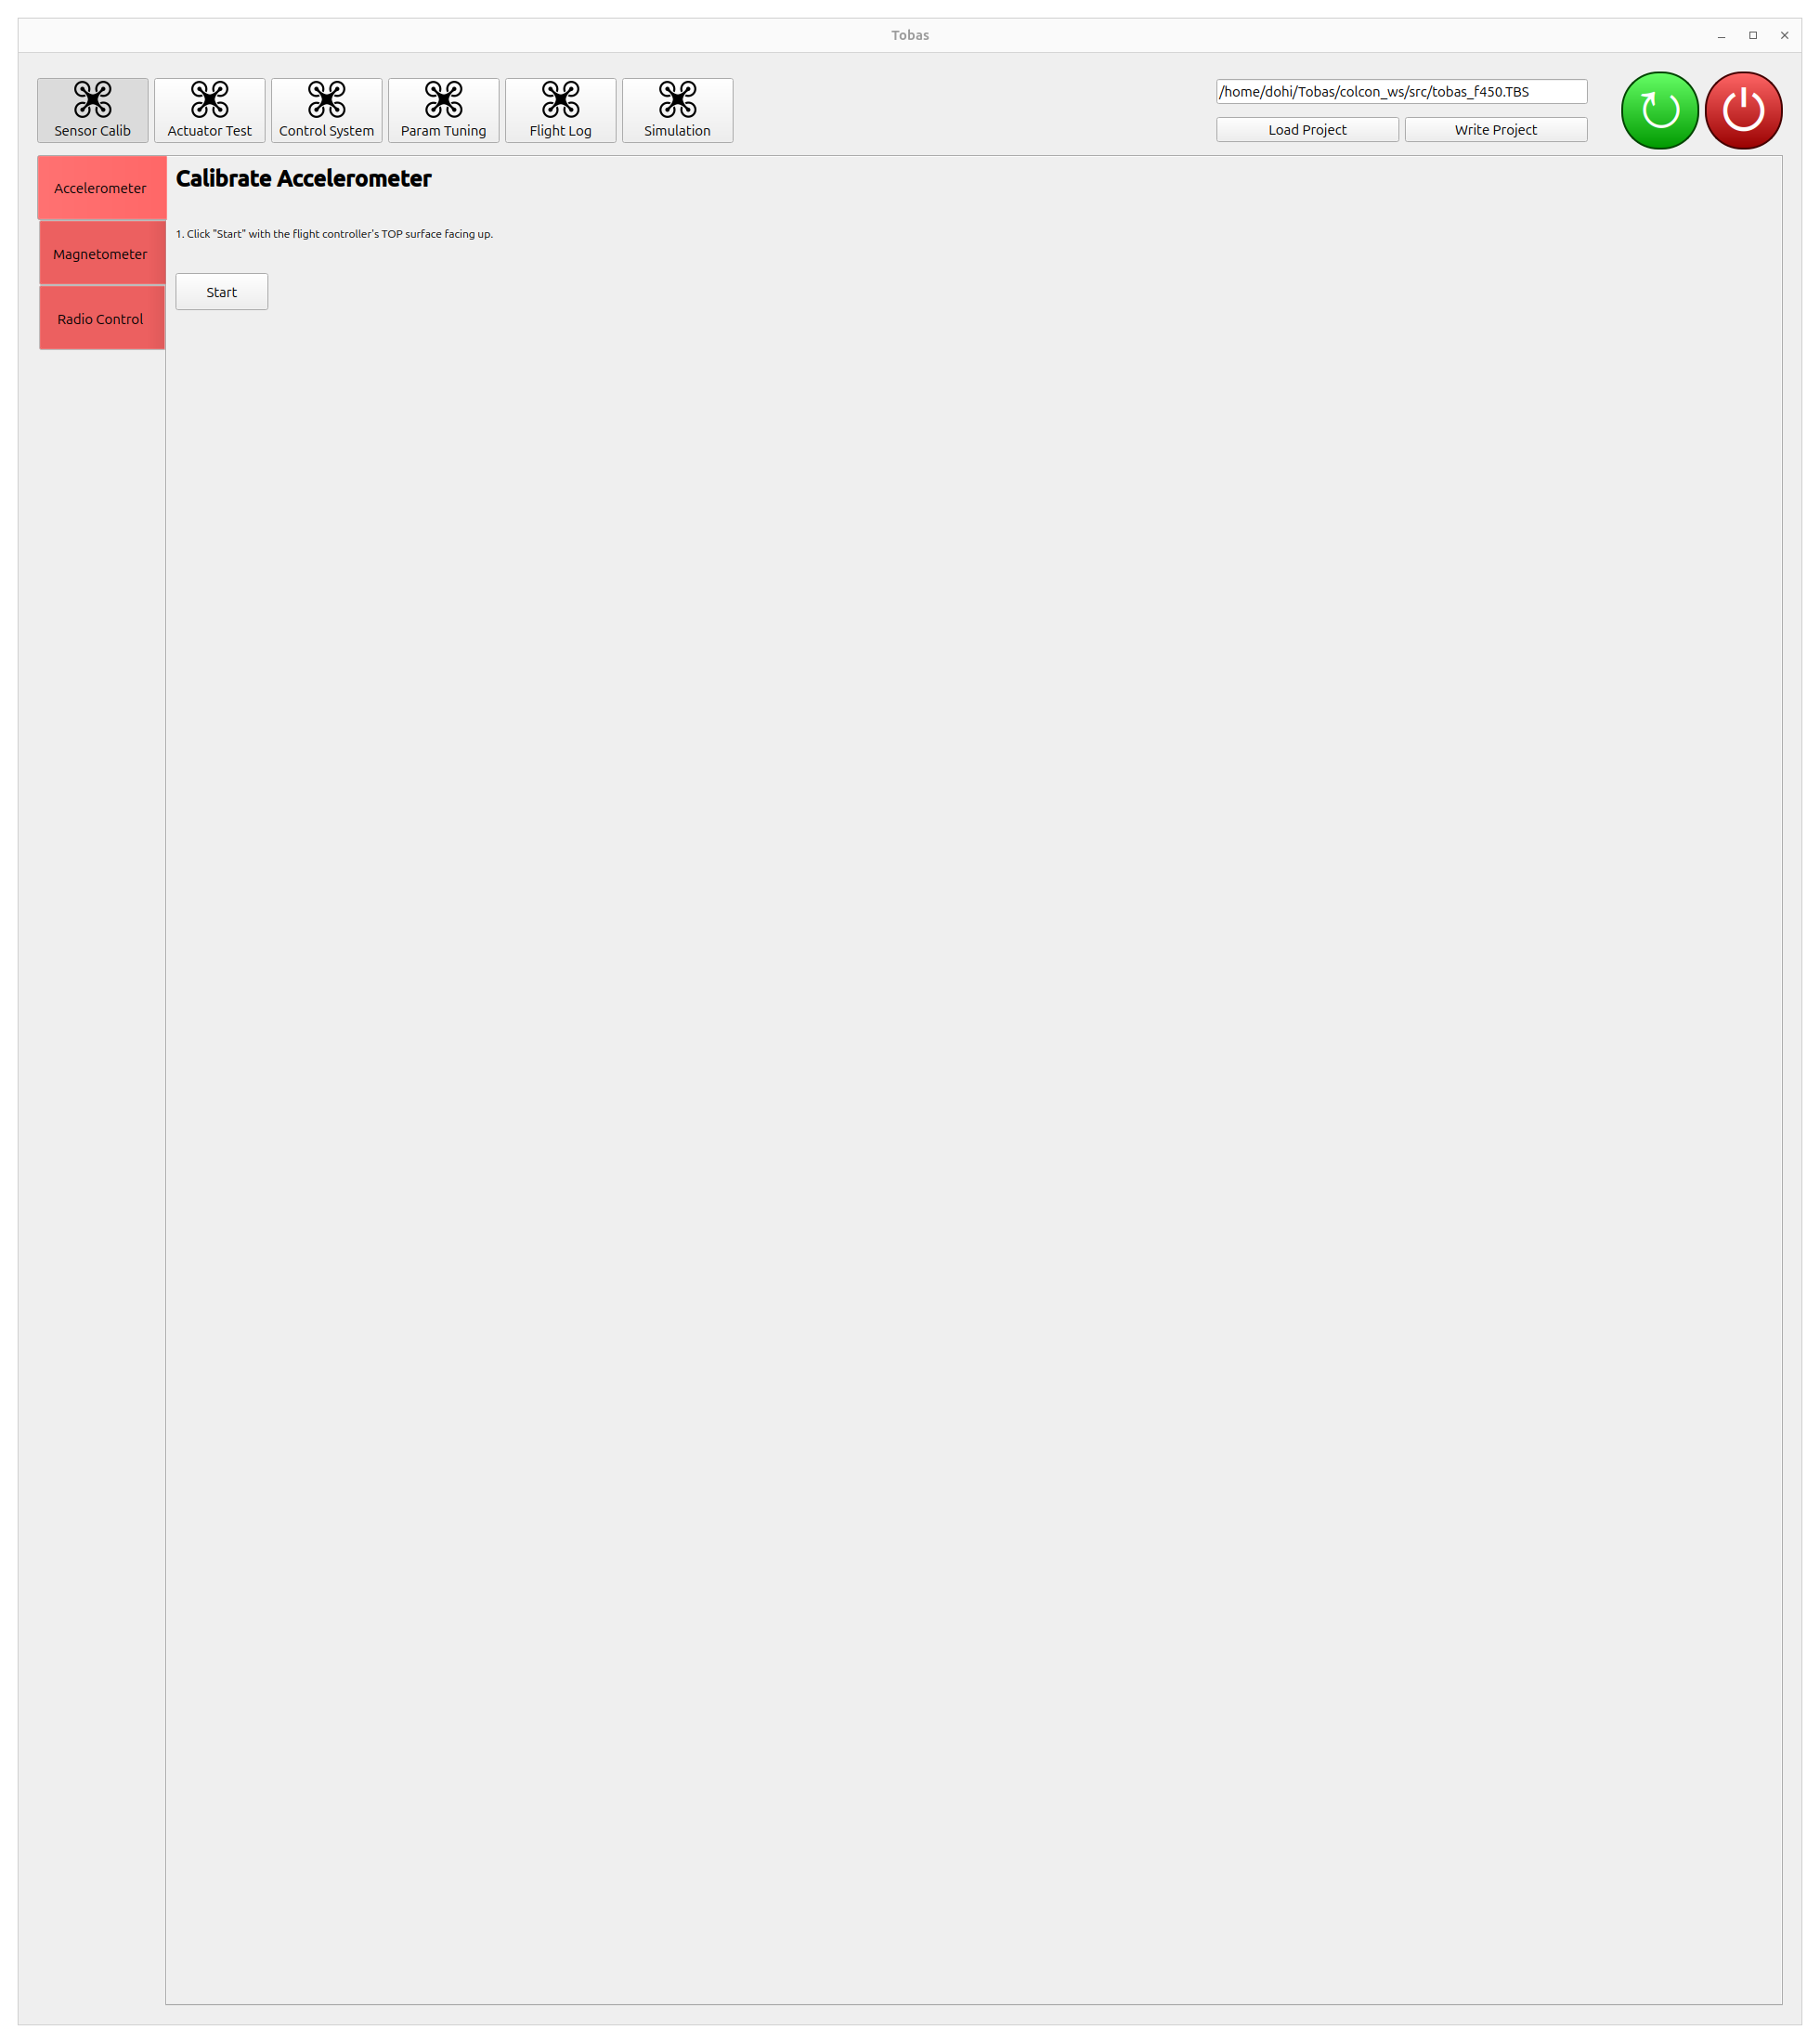 Tobas
Sensor Calib
Actuator Test
Control System
Param Tuning
Flight Log
Simulation
/home/dohi/Tobas/colcon_ws/src/tobas_f450.TBS
Load Project
Write Project
Accelerometer
Magnetometer
Radio Control
Calibrate Accelerometer
1. Click "Start" with the flight controller's TOP surface facing up.
Start